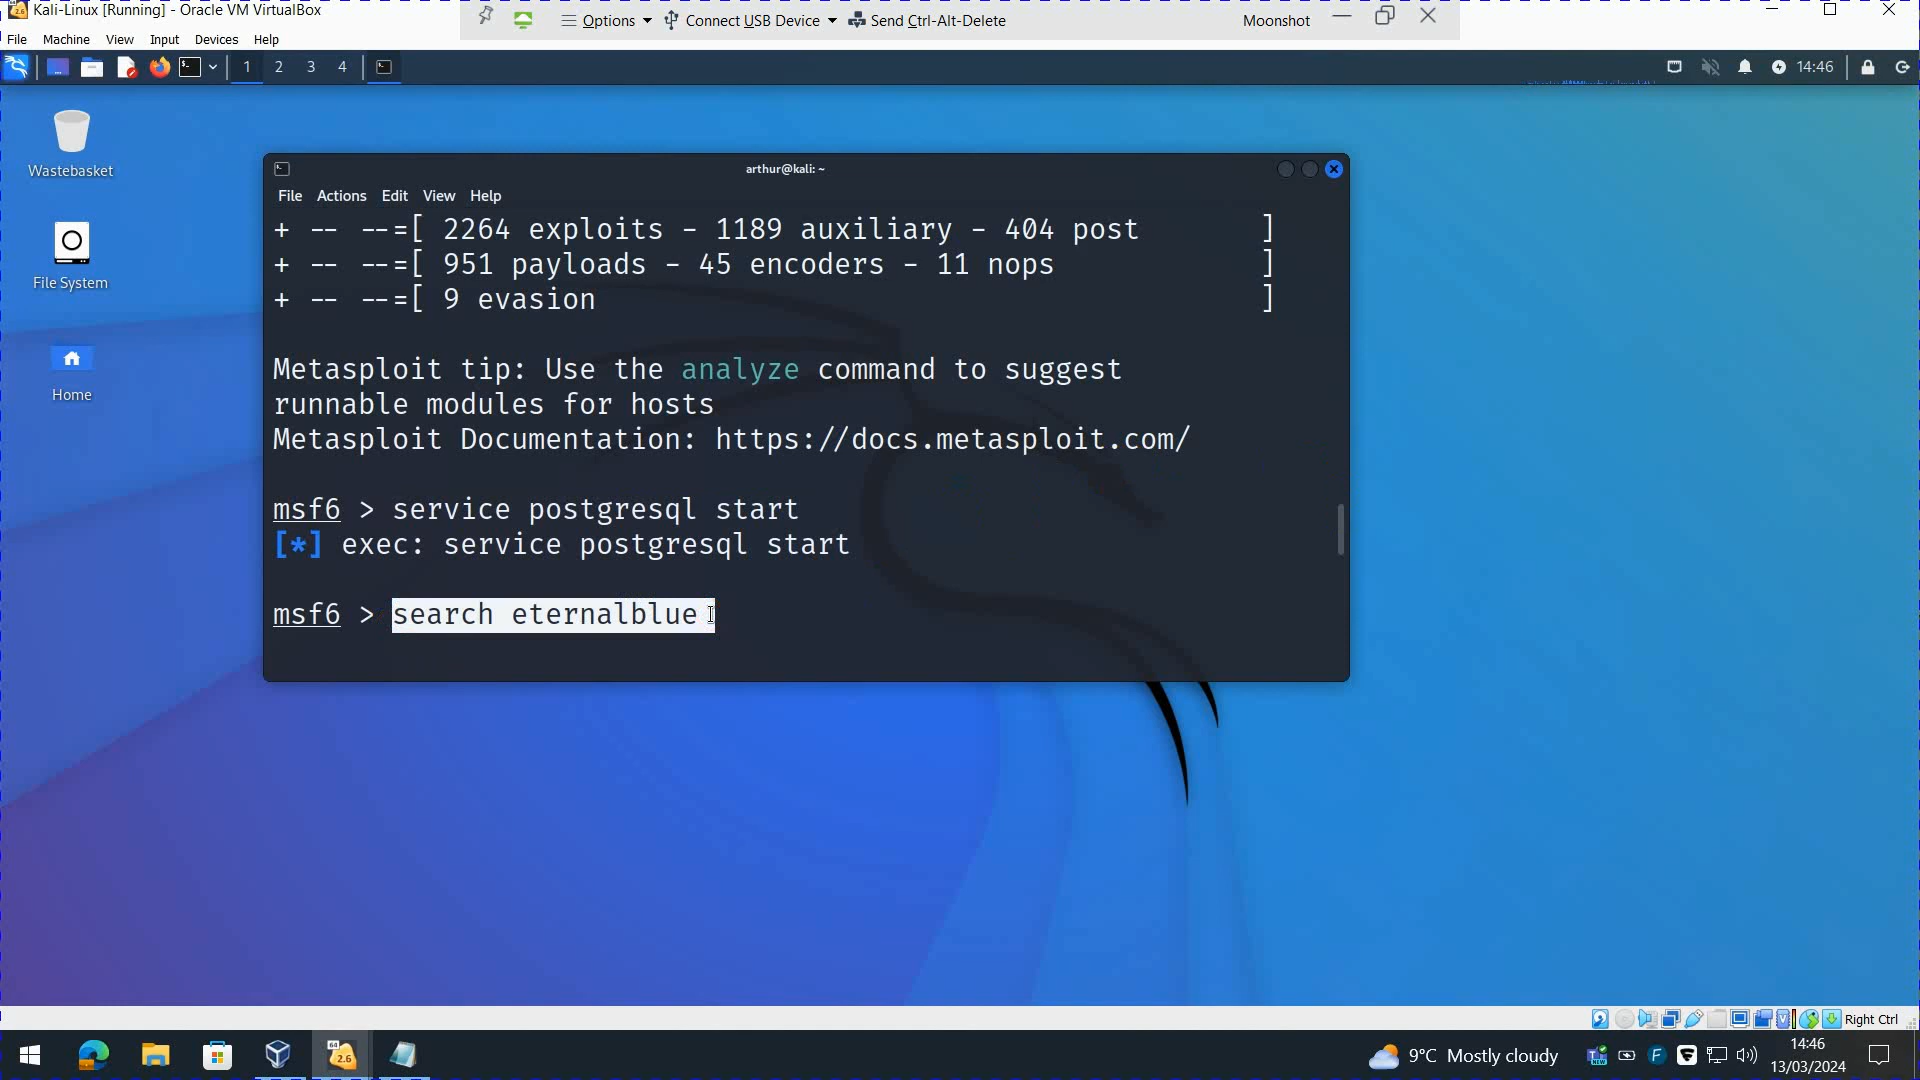 Kali-Linux [Running] - Oracle VM VirtualBox
Options
Connect USB Device
Send Ctrl-Alt-Delete
Moonshot
File Machine View Input Devices Help
1 2 3 4
14:46
Wastebasket
File System
Home
arthur@kali: ~
File Actions Edit View Help
+ -- --=[ 2264 exploits - 1189 auxiliary - 404 post ]
+ -- --=[ 951 payloads - 45 encoders - 11 nops ]
+ -- --=[ 9 evasion ]
Metasploit tip: Use the analyze command to suggest
runnable modules for hosts
Metasploit Documentation: https://docs.metasploit.com/
msf6 > service postgresql start
[*] exec: service postgresql start
msf6 > search eternalblue
Right Ctrl
64
2.6
9°C Mostly cloudy
14:46
13/03/2024